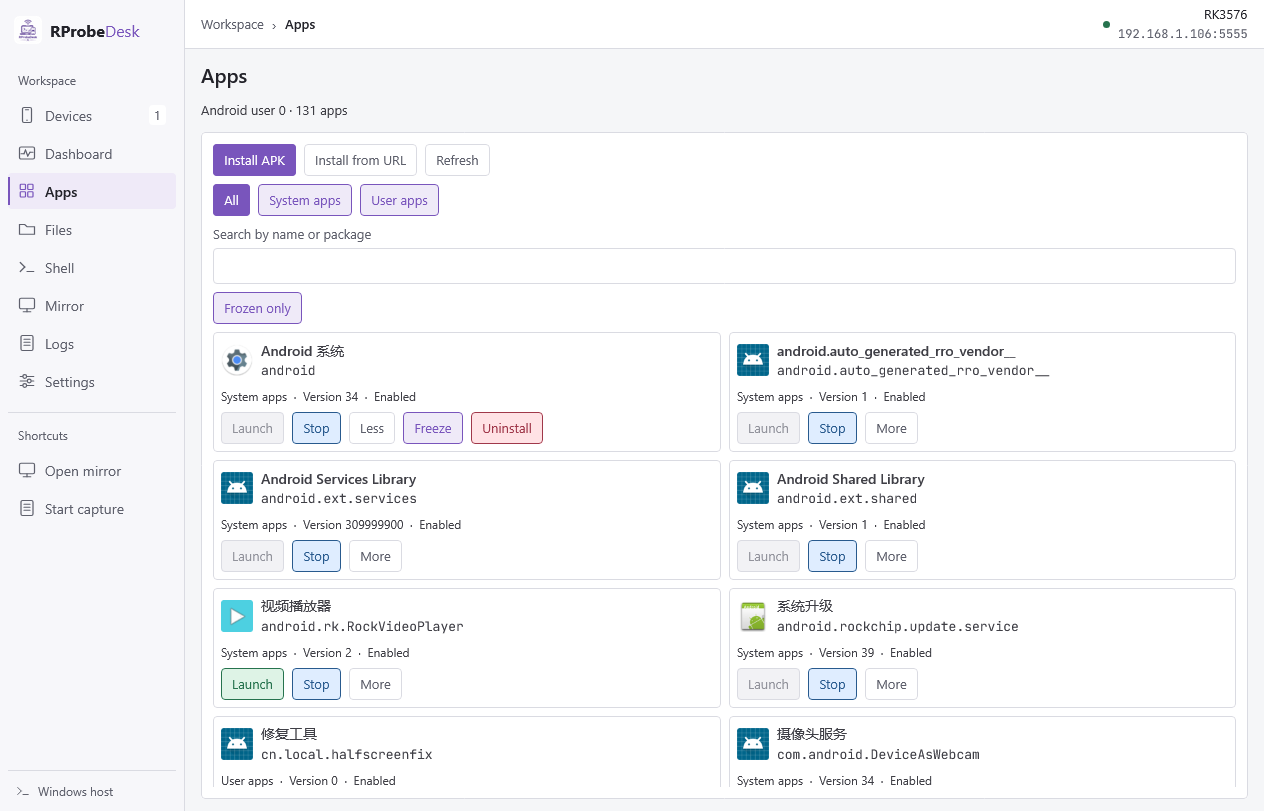 RProbeDesk
Workspace
Devices 1
Dashboard
Apps
Files
Shell
Mirror
Logs
Settings
Shortcuts
Open mirror
Start capture
Windows host
Workspace › Apps
RK3576
192.168.1.106:5555
Apps
Android user 0 · 131 apps
Install APK Install from URL Refresh
All System apps User apps
Search by name or package
Frozen only
Android 系统
android
System apps · Version 34 · Enabled
Launch Stop Less Freeze Uninstall
android.auto_generated_rro_vendor__
android.auto_generated_rro_vendor__
System apps · Version 1 · Enabled
Launch Stop More
Android Services Library
android.ext.services
System apps · Version 309999900 · Enabled
Launch Stop More
Android Shared Library
android.ext.shared
System apps · Version 1 · Enabled
Launch Stop More
视频播放器
android.rk.RockVideoPlayer
System apps · Version 2 · Enabled
Launch Stop More
系统升级
android.rockchip.update.service
System apps · Version 39 · Enabled
Launch Stop More
修复工具
cn.local.halfscreenfix
User apps · Version 0 · Enabled
摄像头服务
com.android.DeviceAsWebcam
System apps · Version 34 · Enabled